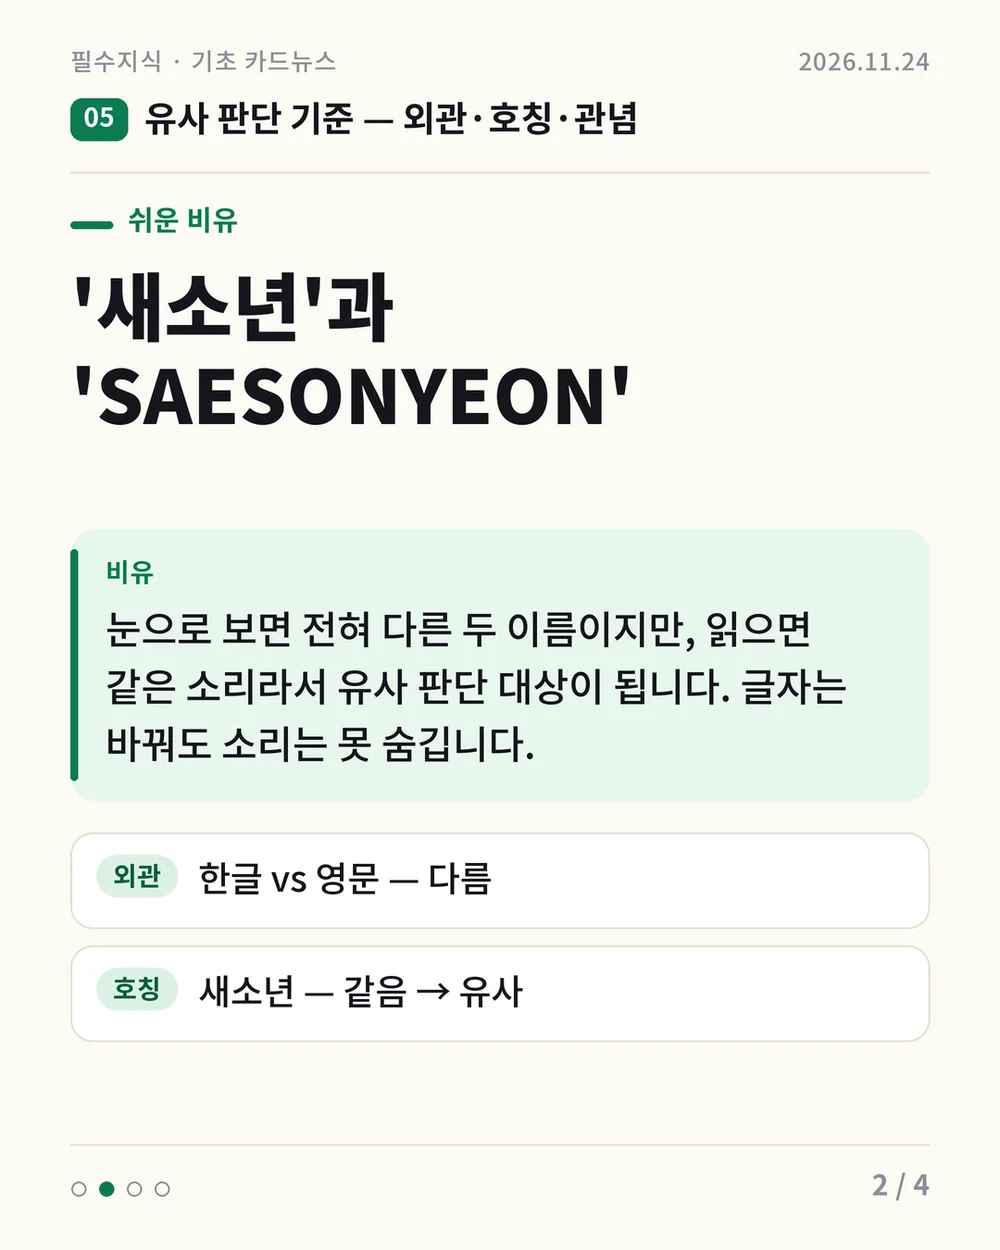 필수지식 · 기초 카드뉴스
2026.11.24
05 유사 판단 기준 — 외관·호칭·관념
쉬운 비유
'새소년'과
'SAESONYEON'
비유
눈으로 보면 전혀 다른 두 이름이지만, 읽으면
같은 소리라서 유사 판단 대상이 됩니다. 글자는
바꿔도 소리는 못 숨깁니다.
외관 한글 vs 영문 — 다름
호칭 새소년 — 같음 → 유사
2 / 4